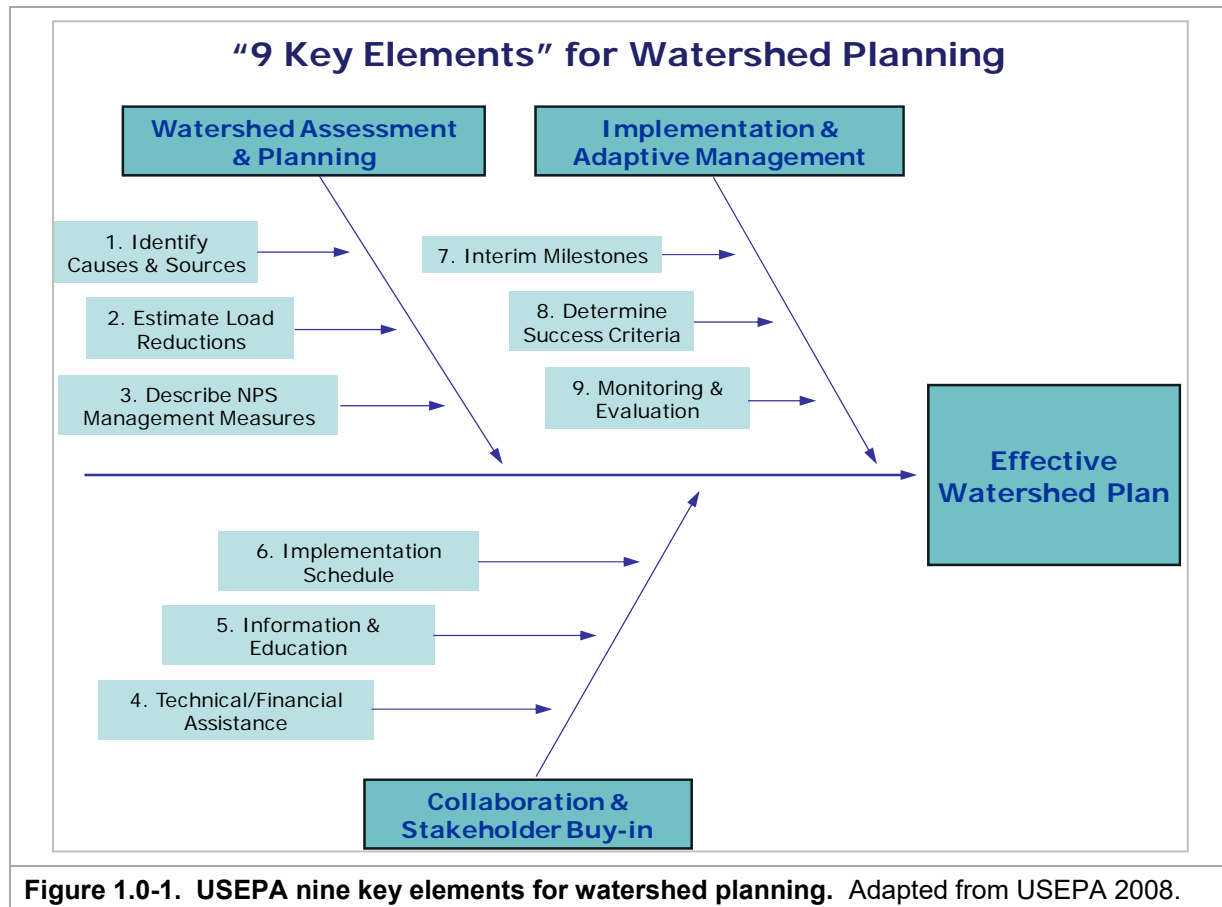 “9 Key Elements” for Watershed Planning
Watershed Assessment
& Planning
Implementation &
Adaptive Management
1. Identify
Causes & Sources
2. Estimate Load
Reductions
3. Describe NPS
Management Measures
7. Interim Milestones
8. Determine
Success Criteria
9. Monitoring &
Evaluation
Effective
Watershed Plan
6. Implementation
Schedule
5. Information &
Education
4. Technical/Financial
Assistance
Collaboration &
Stakeholder Buy-in
Figure 1.0-1. USEPA nine key elements for watershed planning. Adapted from USEPA 2008.